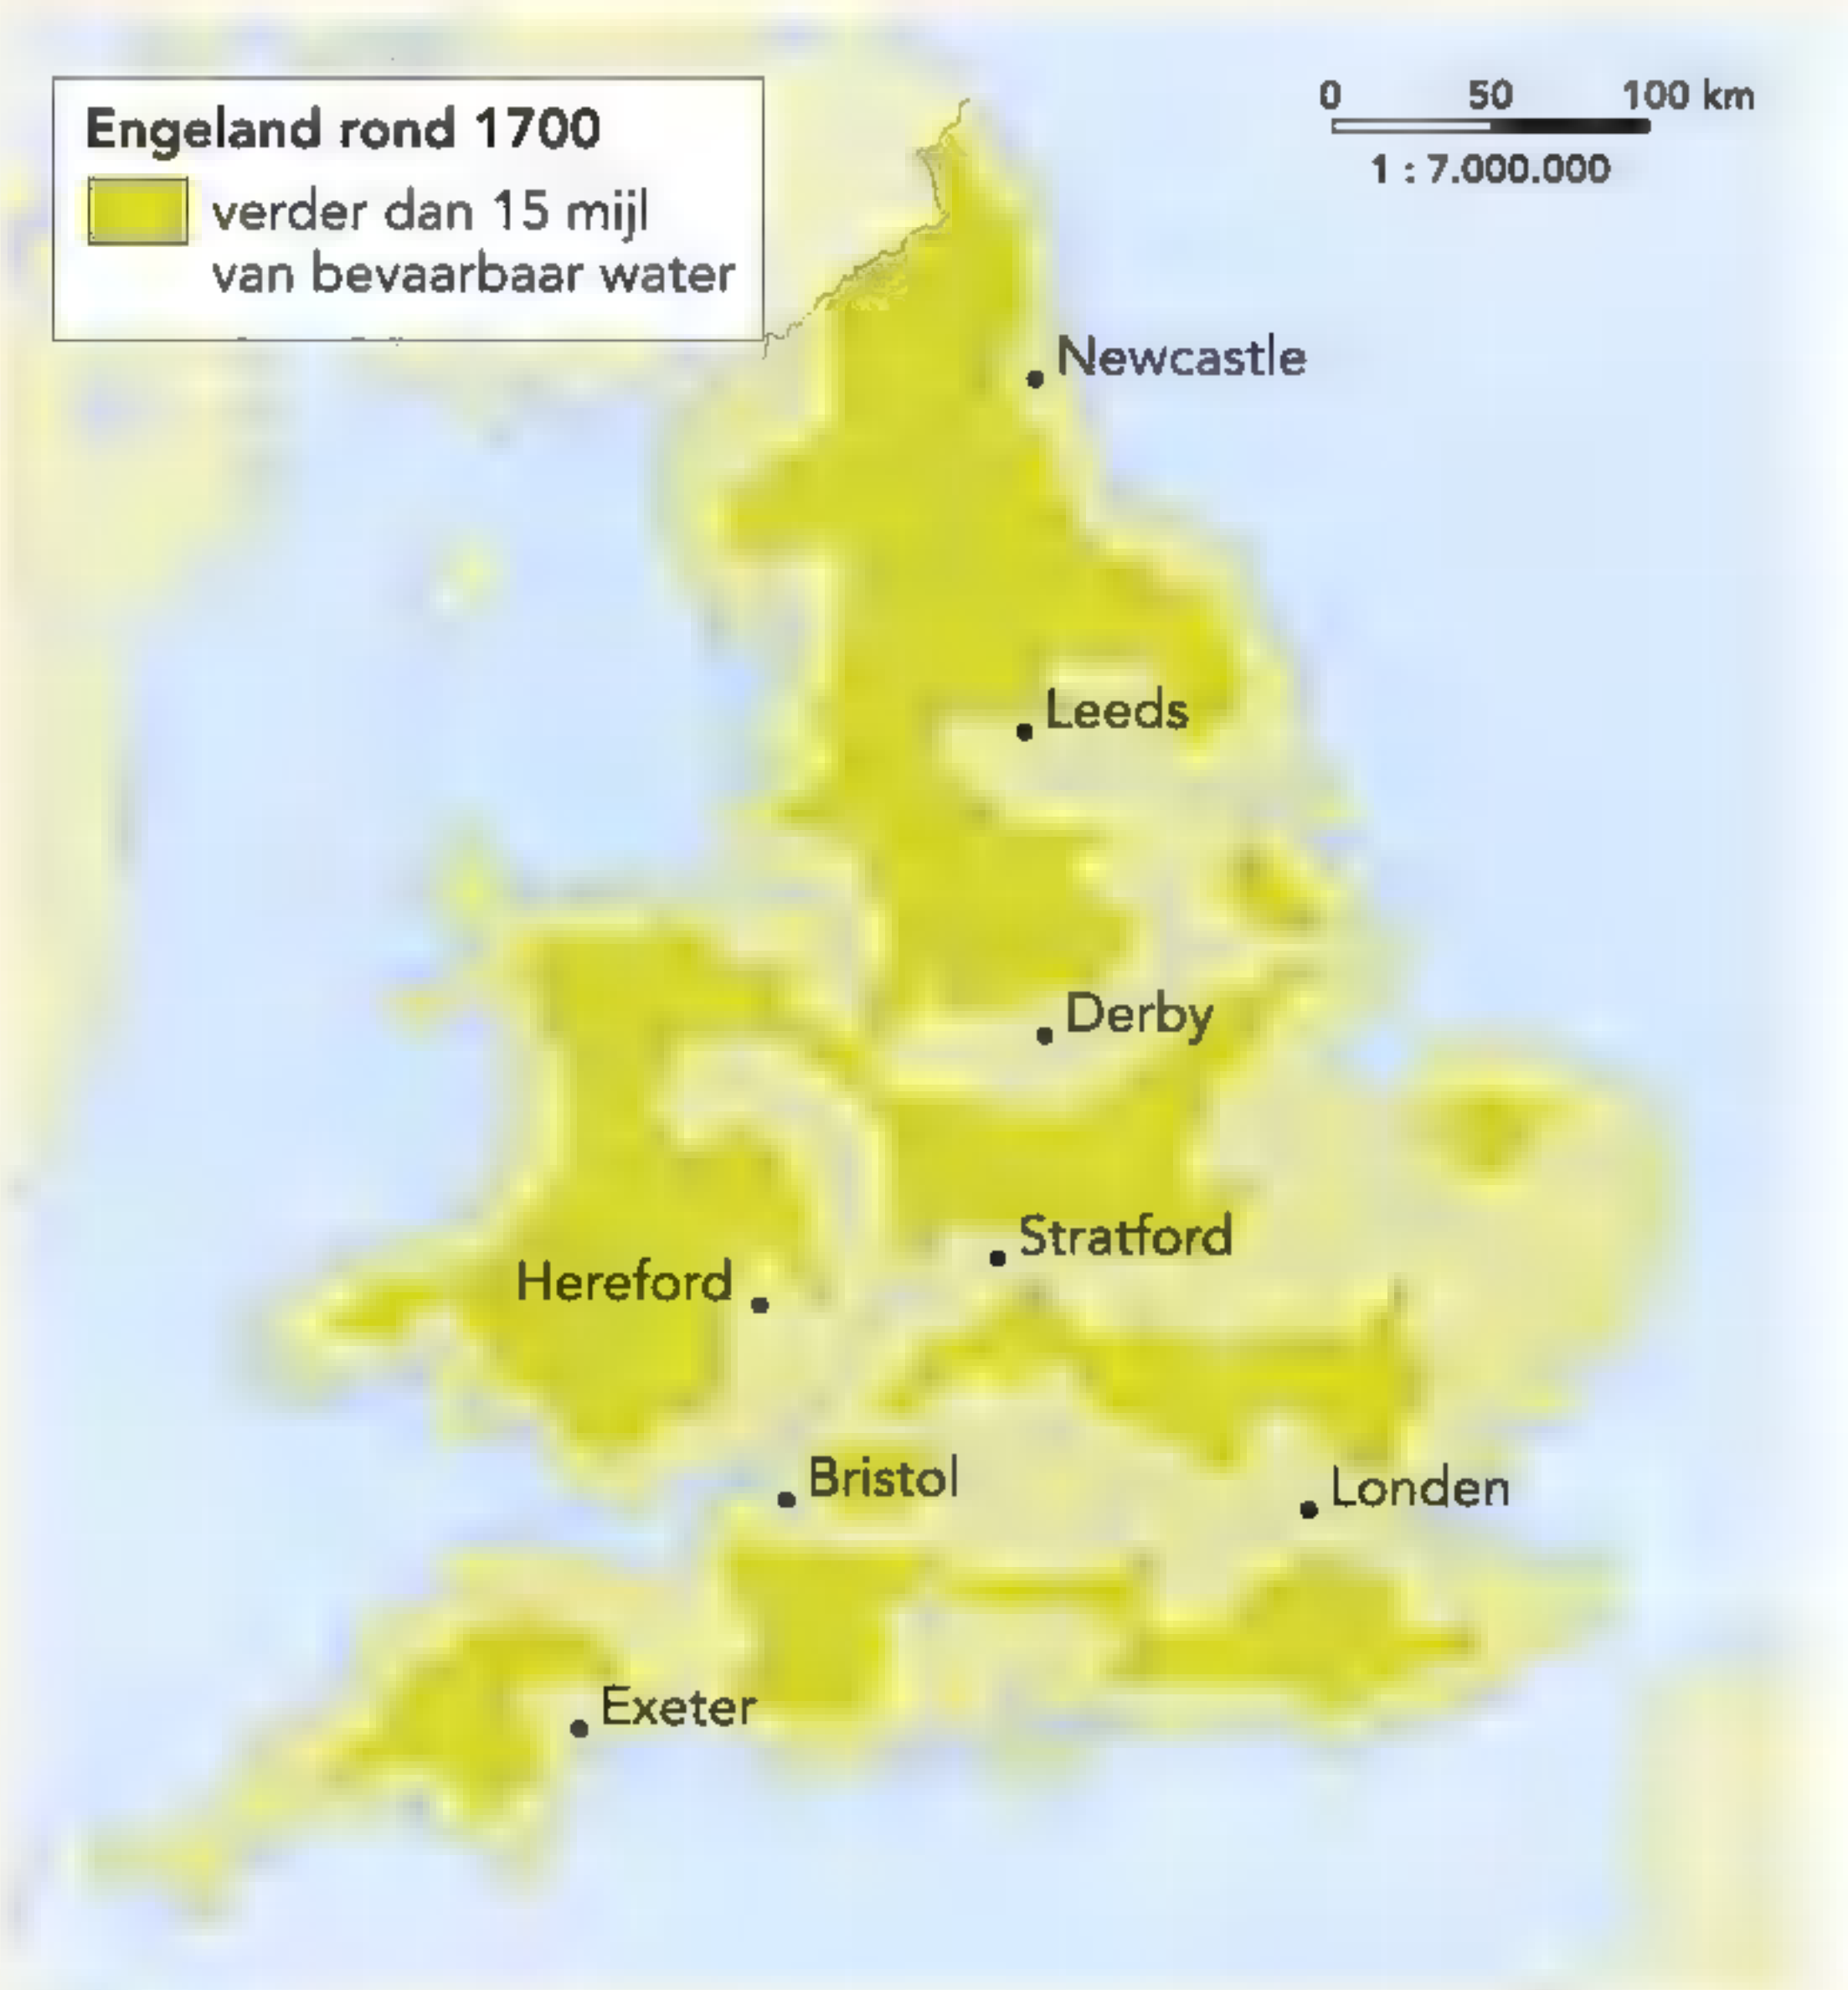 Engeland rond 1700
verder dan 15 mijl
van bevaarbaar water
0 50 100 km
1 : 7.000.000
Newcastle
Leeds
Derby
Stratford
Hereford
Bristol
Londen
Exeter